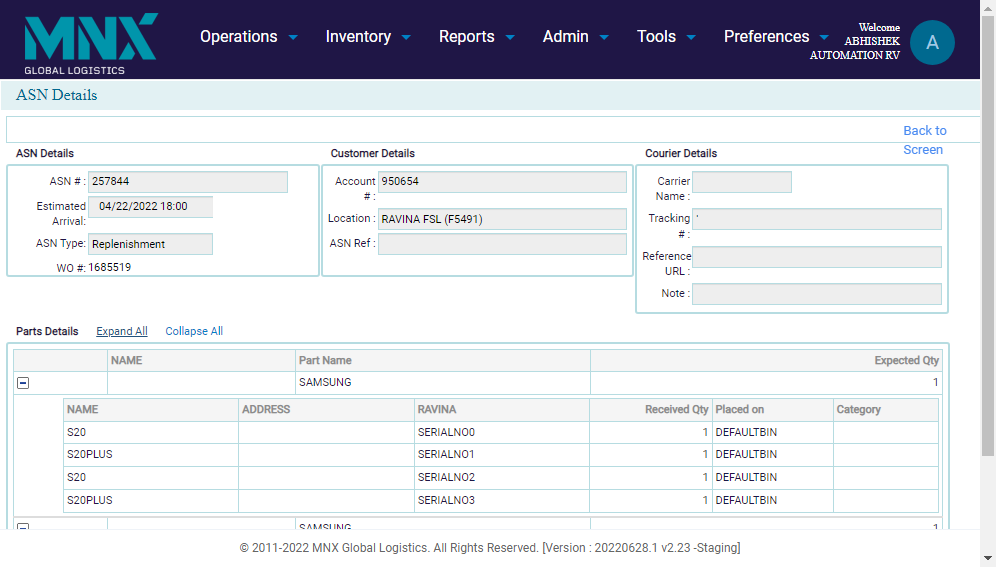 MNX
GLOBAL LOGISTICS
Operations Inventory Reports Admin Tools Preferences
Welcome
ABHISHEK
AUTOMATION RV
A
ASN Details
Back to
Screen
ASN Details
ASN # : 257844
Estimated
Arrival: 04/22/2022 18:00
ASN Type: Replenishment
WO #: 1685519
Customer Details
Account
# : 950654
Location : RAVINA FSL (F5491)
ASN Ref :
Courier Details
Carrier
Name :
Tracking
# : '
Reference
URL :
Note :
Parts Details Expand All Collapse All
NAME Part Name Expected Qty
SAMSUNG 1
NAME ADDRESS RAVINA Received Qty Placed on Category
S20 SERIALNO0 1 DEFAULTBIN
S20PLUS SERIALNO1 1 DEFAULTBIN
S20 SERIALNO2 1 DEFAULTBIN
S20PLUS SERIALNO3 1 DEFAULTBIN
SAMSUNG 1
© 2011-2022 MNX Global Logistics. All Rights Reserved. [Version : 20220628.1 v2.23 -Staging]